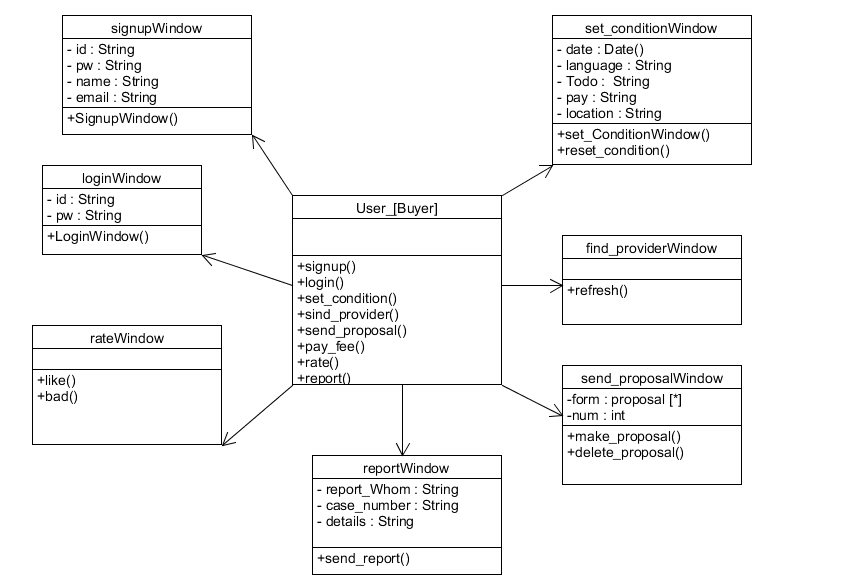 signupWindow
- id : String
- pw : String
- name : String
- email : String
+SignupWindow()
set_conditionWindow
- date : Date()
- language : String
- Todo :  String
- pay : String
- location : String
+set_ConditionWindow()
+reset_condition()
loginWindow
- id : String
- pw : String
+LoginWindow()
User_[Buyer]
+signup()
+login()
+set_condition()
+sind_provider()
+send_proposal()
+pay_fee()
+rate()
+report()
find_providerWindow
+refresh()
rateWindow
+like()
+bad()
send_proposalWindow
-form : proposal [*]
-num : int
+make_proposal()
+delete_proposal()
reportWindow
- report_Whom : String
- case_number : String
- details : String
+send_report()